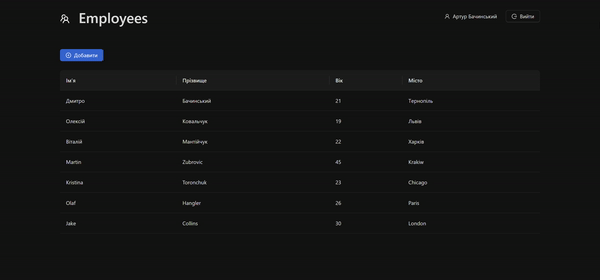 Employees
Артур Бачинський Вийти
Добавити
Ім'я Прізвище Вік Місто
Дмитро Бачинський 21 Тернопіль
Олексій Ковальчук 19 Львів
Віталій Мантійчук 22 Харків
Martin Zubrovic 45 Krakiw
Kristina Toronchuk 23 Chicago
Olaf Hangler 26 Paris
Jake Collins 30 London